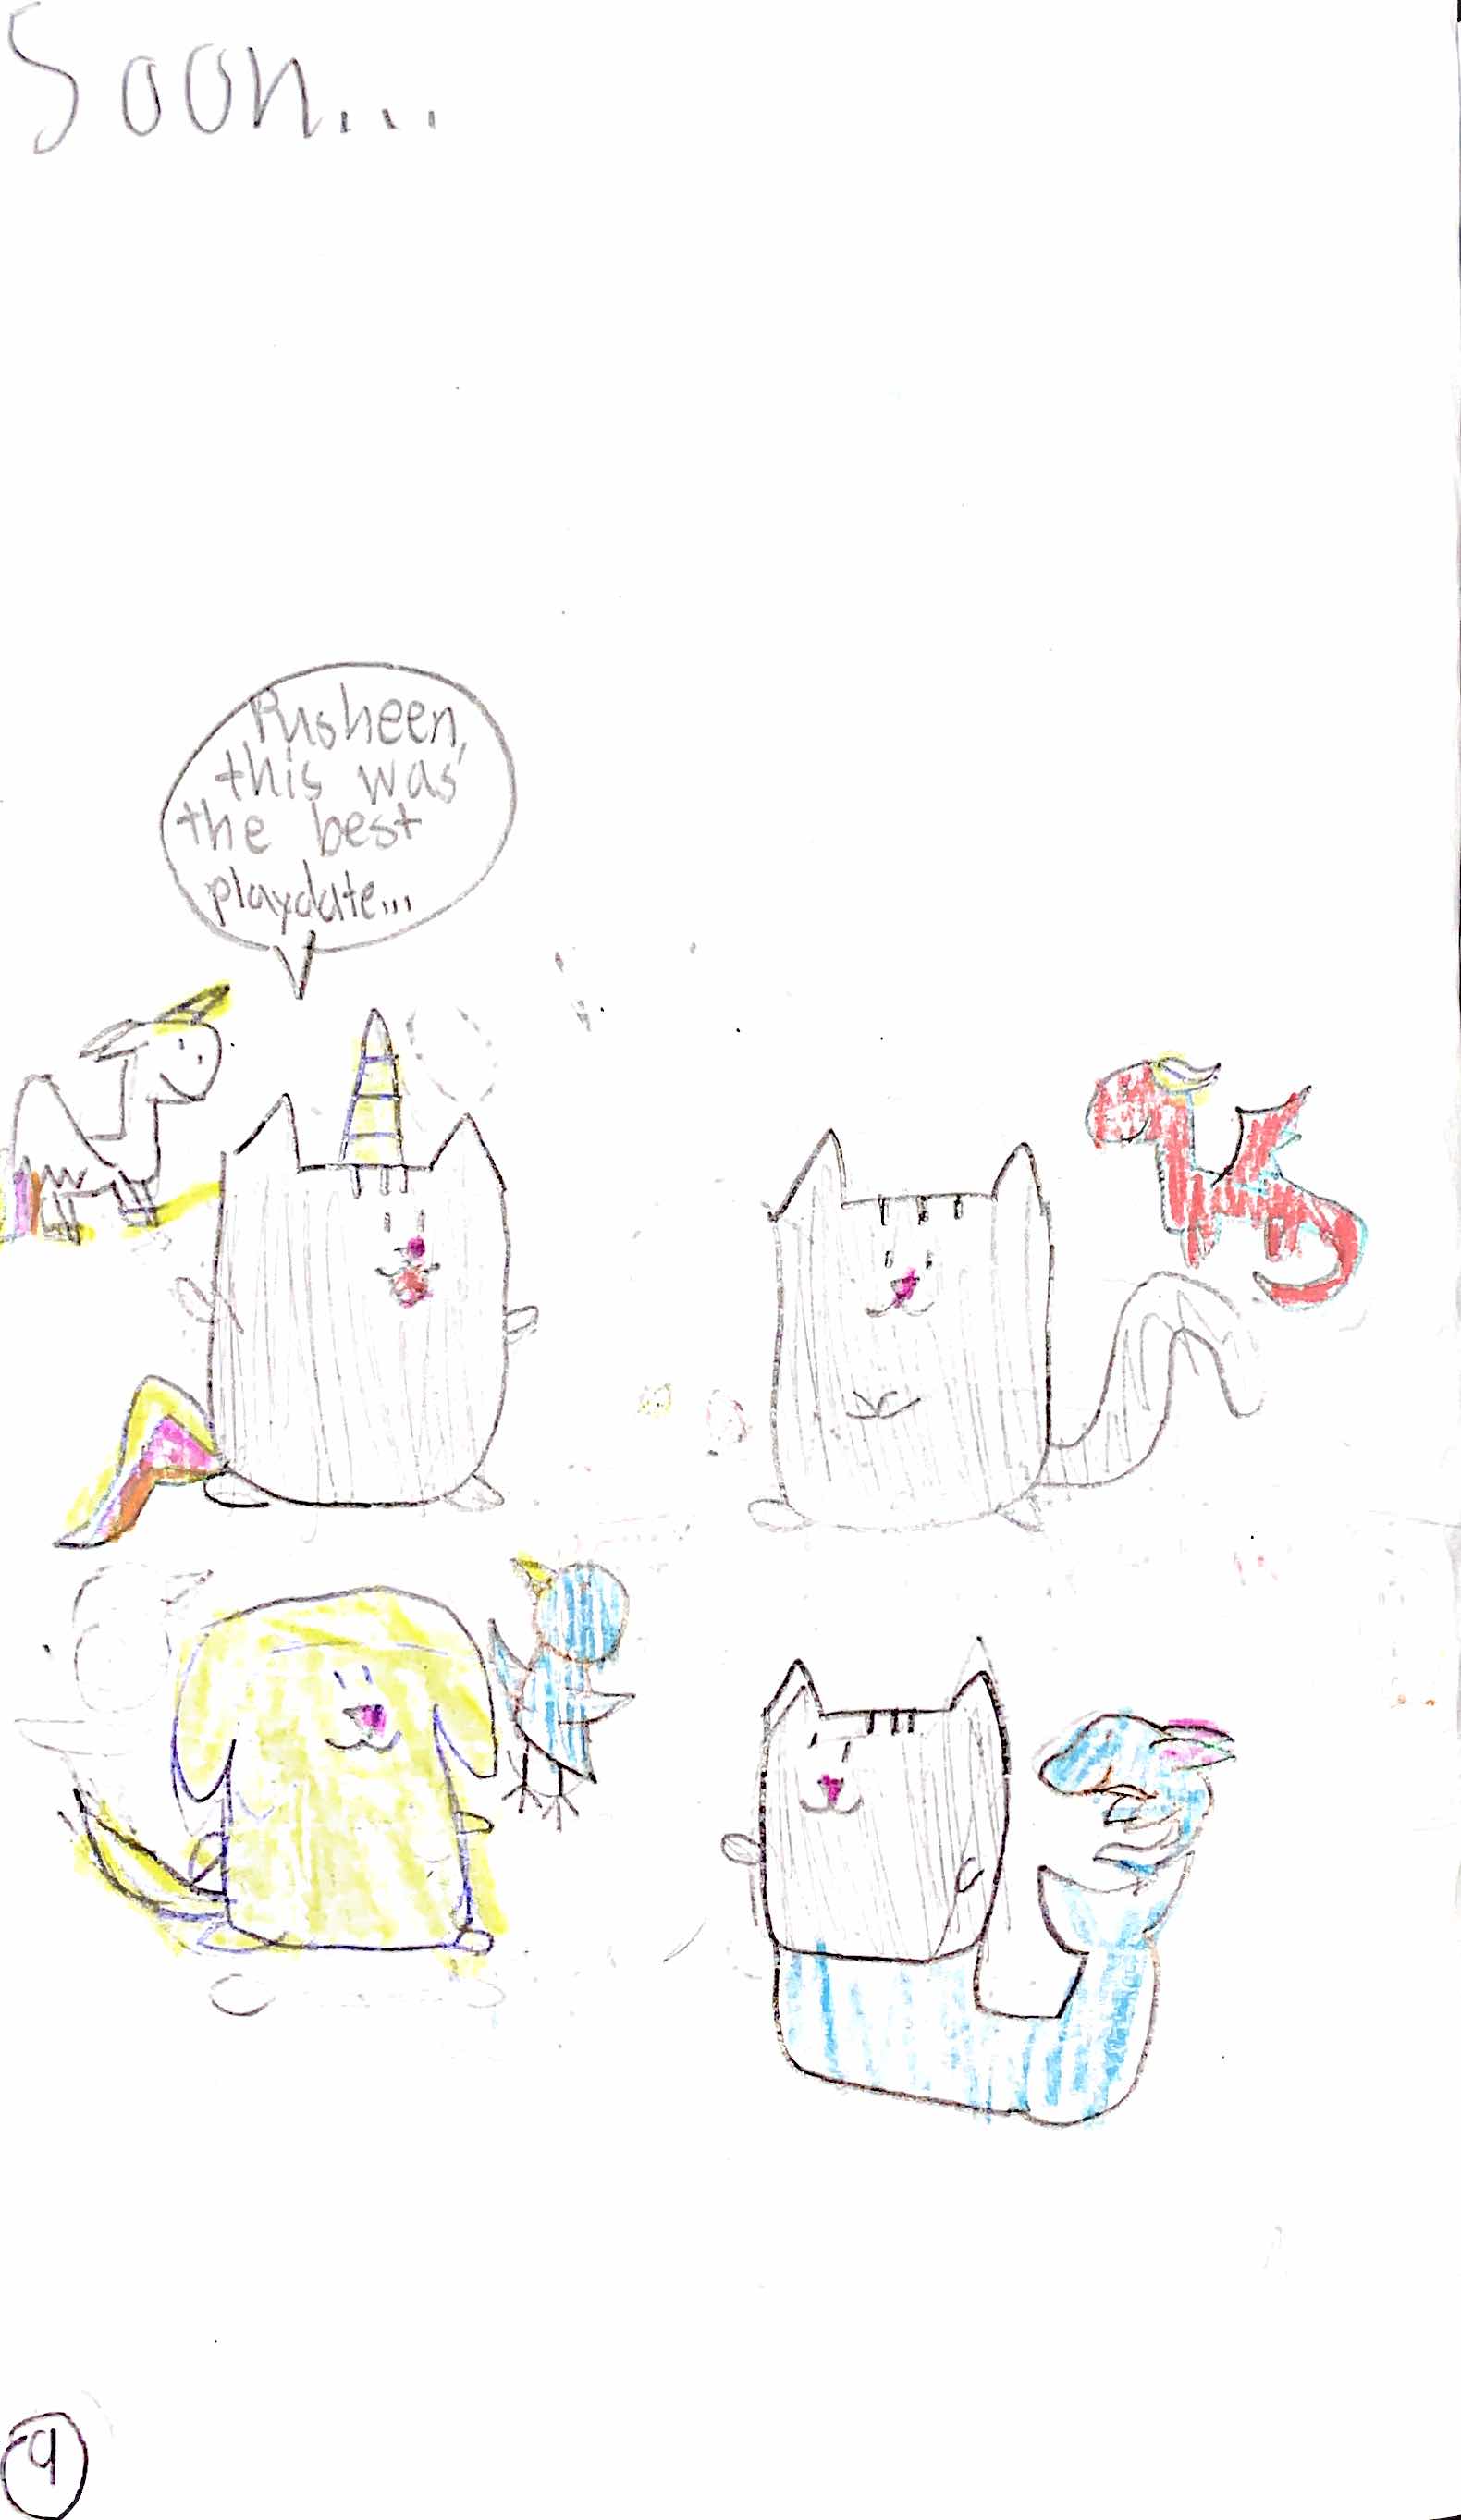 Soon...
Pusheen,
this was
the best
playdate...
9